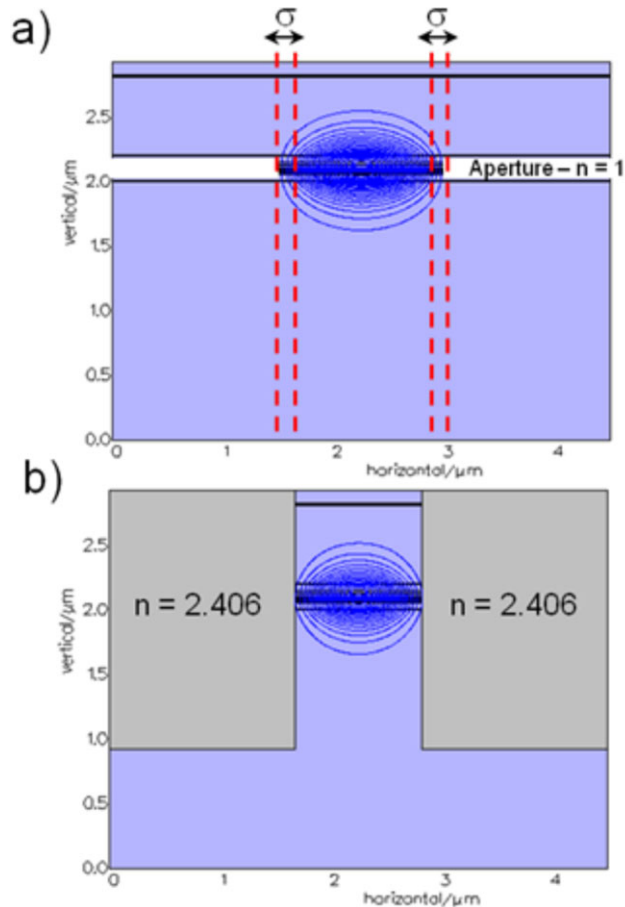 a)
σ σ
2.5
2.0
1.5
1.0
0.5
0.0
vertical/μm
Aperture – n = 1
0 1 2 3 4
horizontal/μm
b)
2.5
2.0
1.5
1.0
0.5
0.0
vertical/μm
n = 2.406 n = 2.406
0 1 2 3 4
horizontal/μm